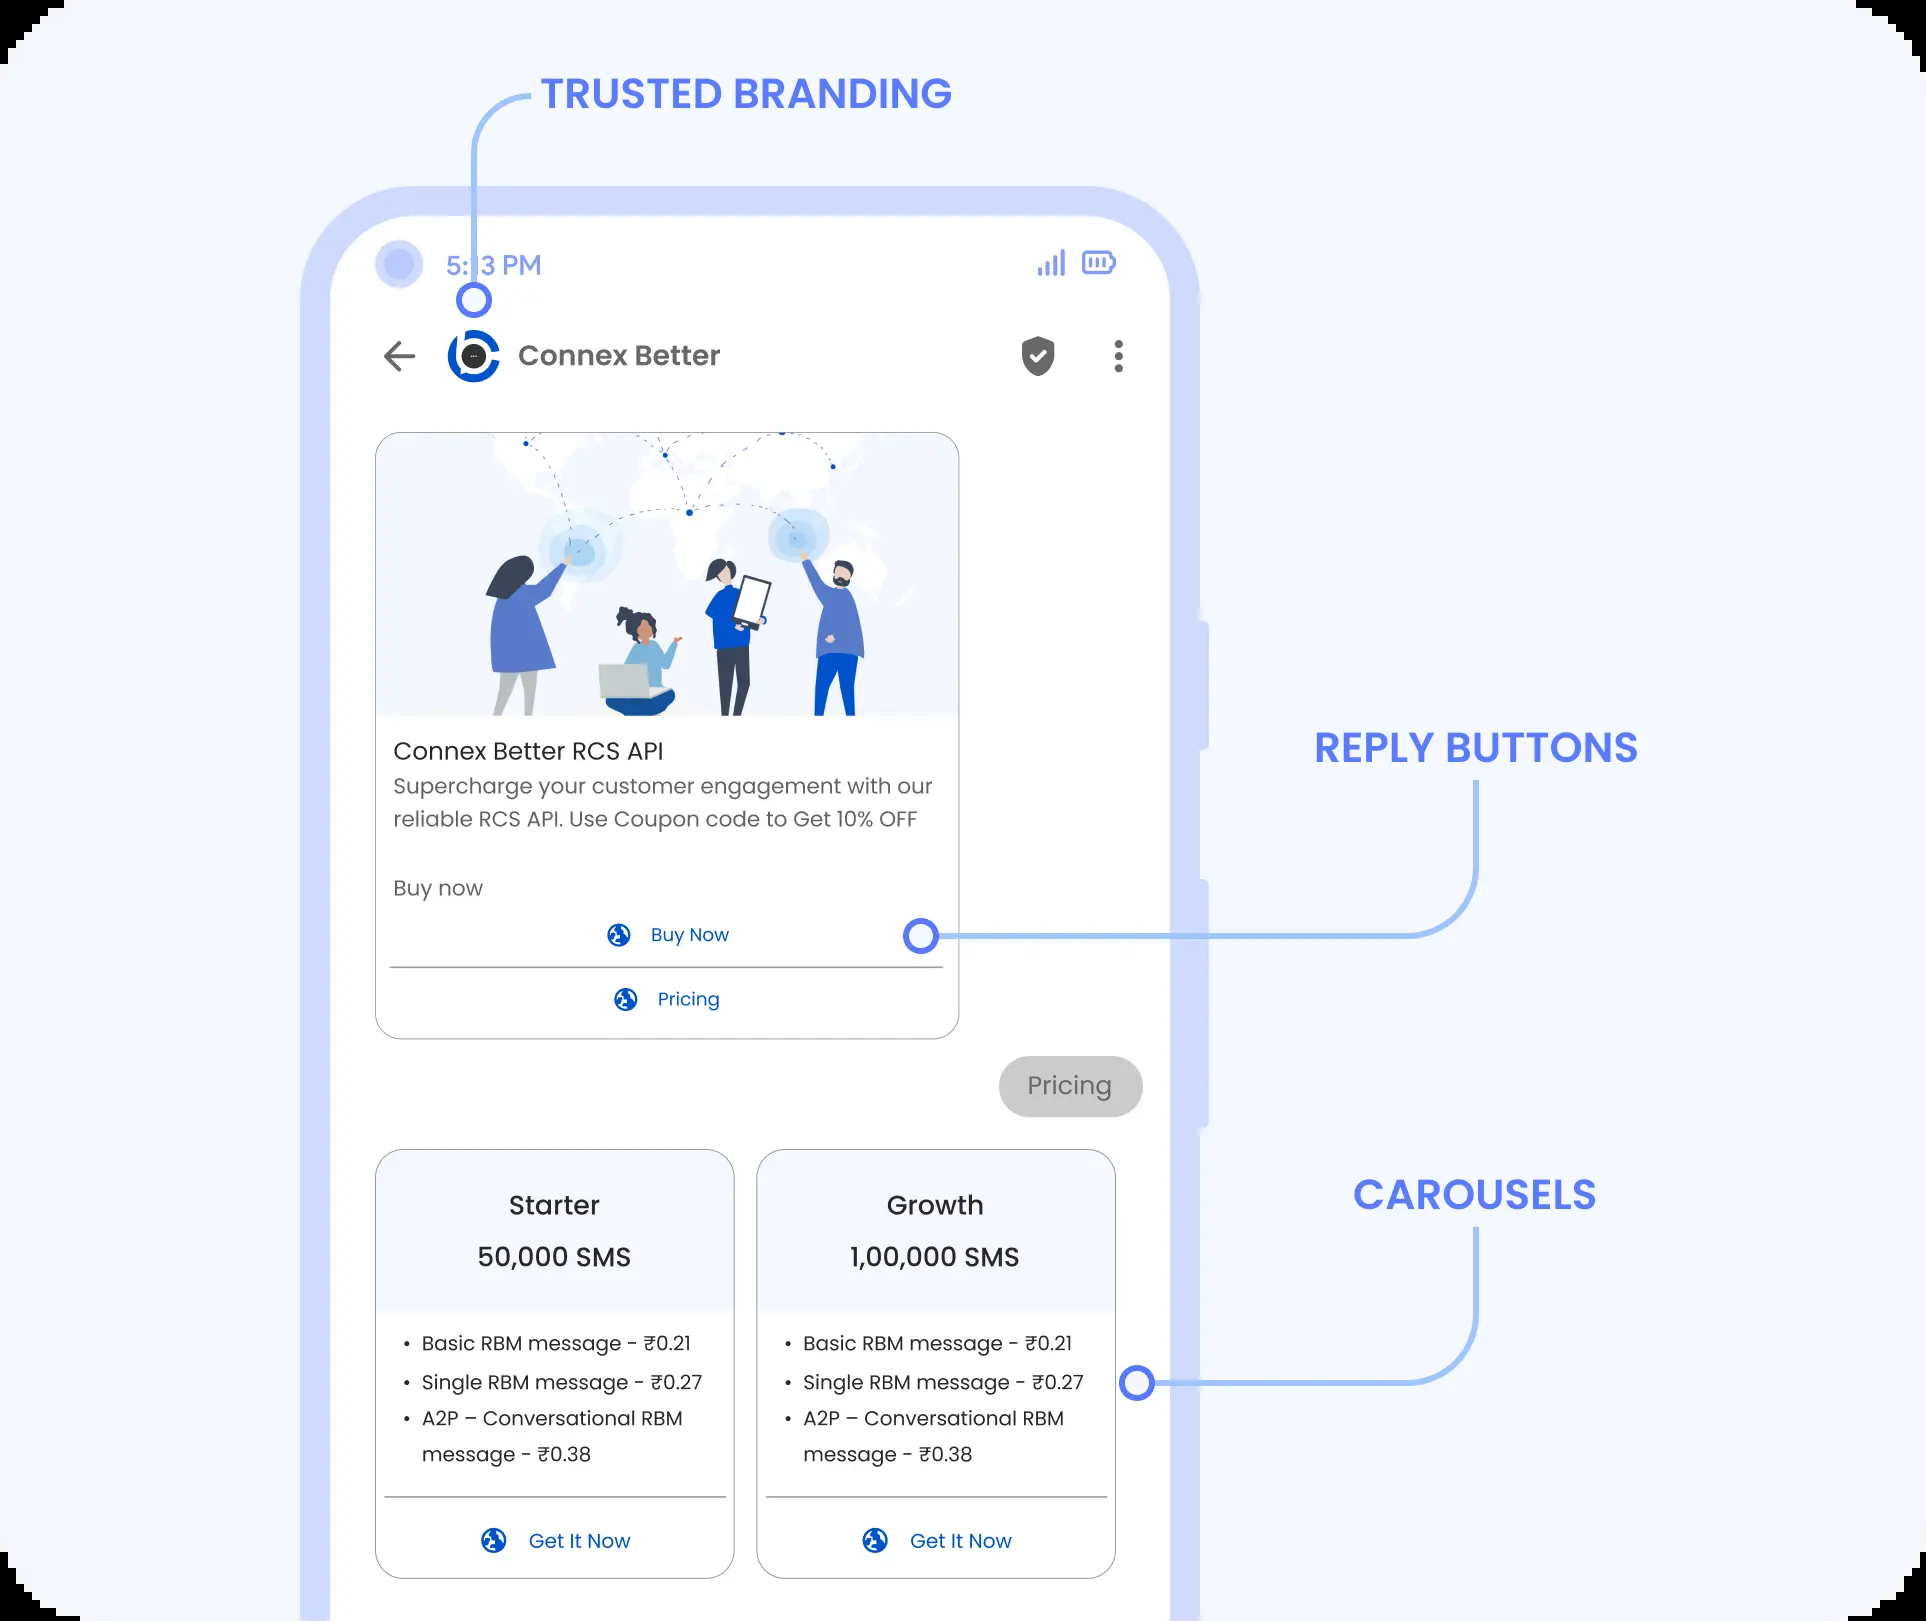 TRUSTED BRANDING
5:13 PM
Connex Better
Connex Better RCS API
Supercharge your customer engagement with our
reliable RCS API. Use Coupon code to Get 10% OFF
Buy now
Buy Now
Pricing
REPLY BUTTONS
Pricing
CAROUSELS
Starter
50,000 SMS
• Basic RBM message - ₹0.21
• Single RBM message - ₹0.27
• A2P – Conversational RBM
message - ₹0.38
Get It Now
Growth
1,00,000 SMS
• Basic RBM message - ₹0.21
• Single RBM message - ₹0.27
• A2P – Conversational RBM
message - ₹0.38
Get It Now